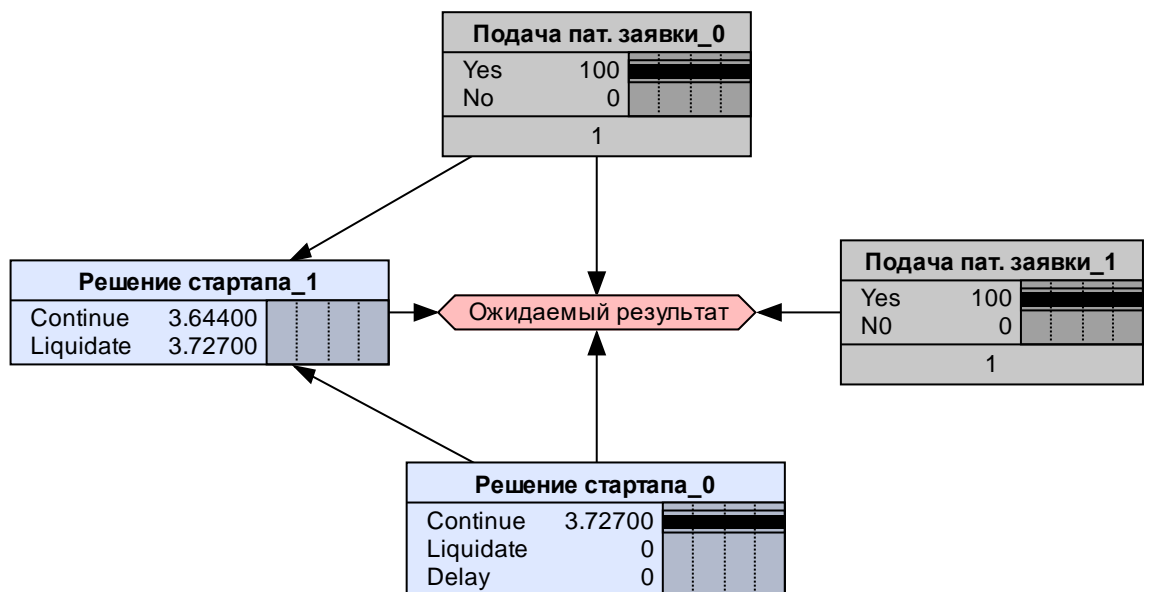 Подача пат. заявки_0
Yes 100
No 0
1
Решение стартапа_1
Continue 3.64400
Liquidate 3.72700
Ожидаемый результат
Подача пат. заявки_1
Yes 100
N0 0
1
Решение стартапа_0
Continue 3.72700
Liquidate 0
Delay 0